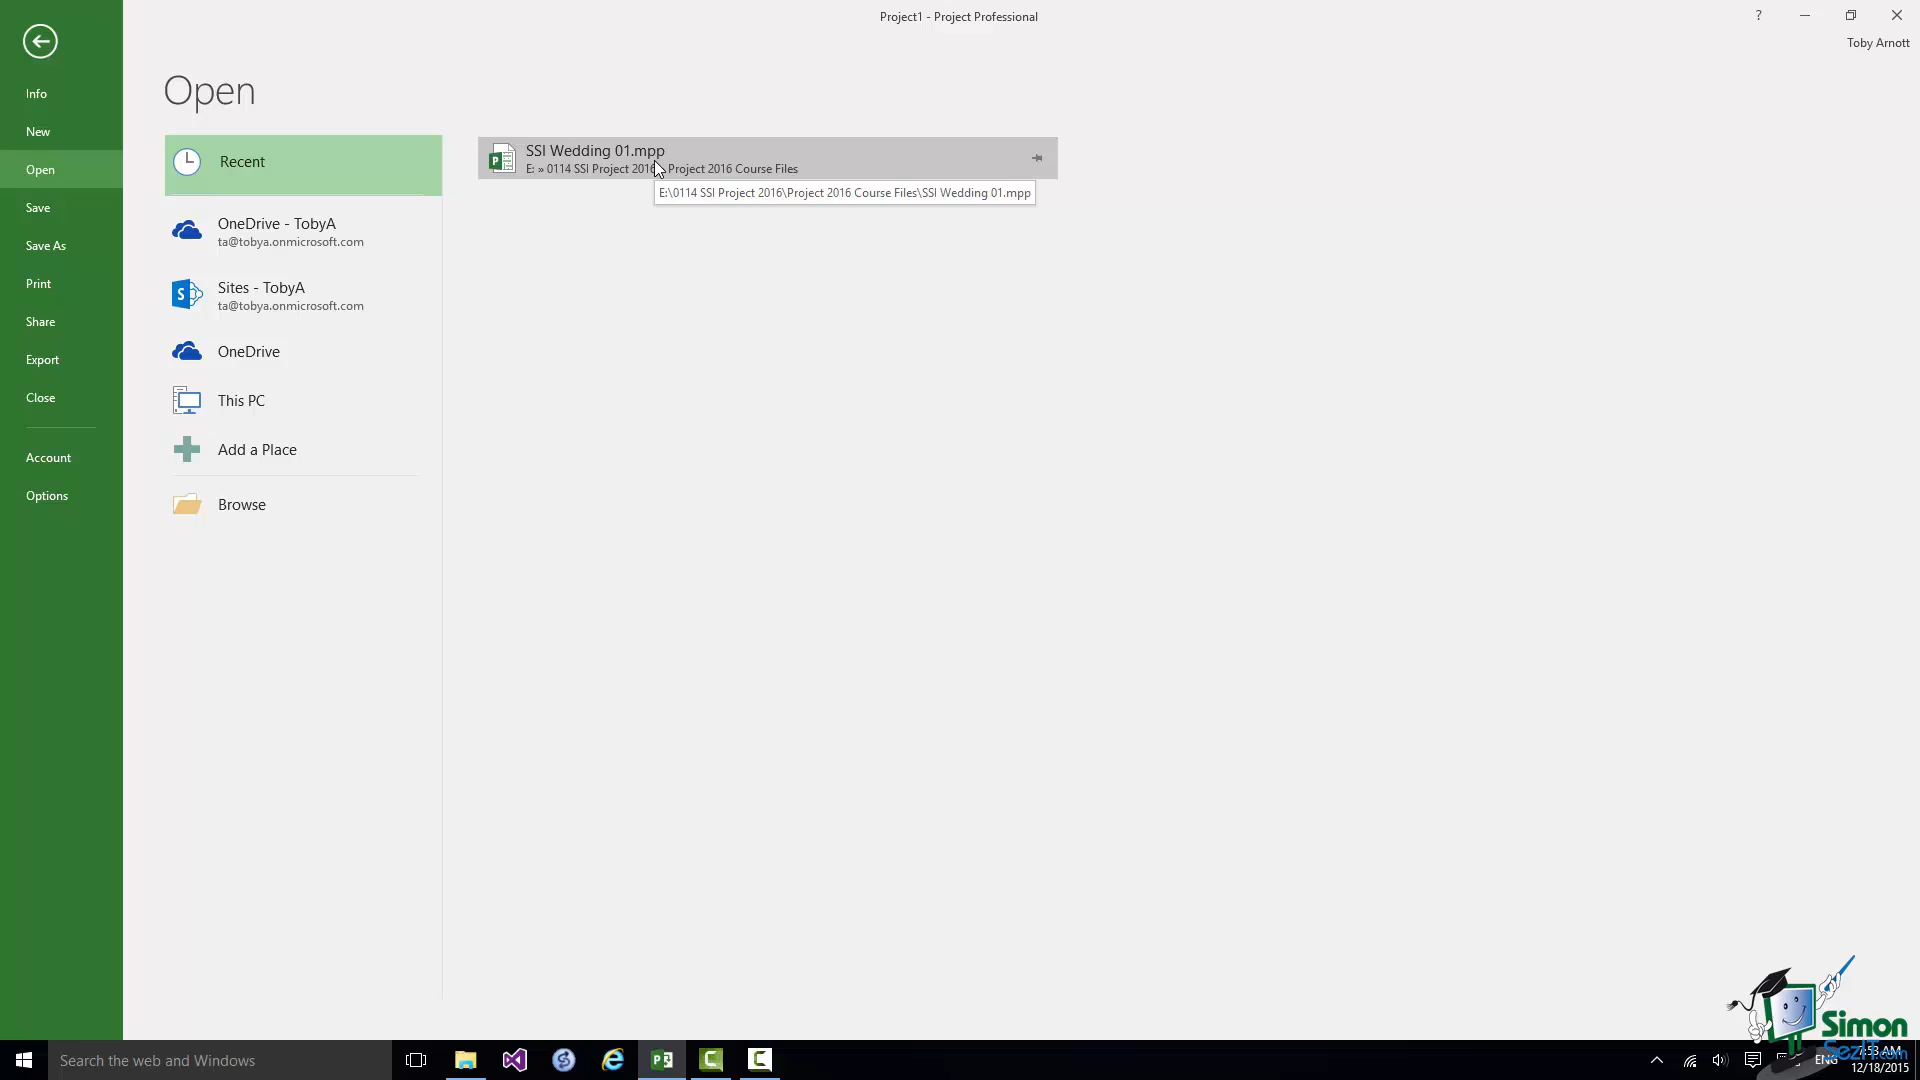 Project1 - Project Professional
?
Toby Arnott
Info
New
Open
Save
Save As
Print
Share
Export
Close
Account
Options
Open
Recent
OneDrive - TobyA
ta@tobya.onmicrosoft.com
Sites - TobyA
ta@tobya.onmicrosoft.com
OneDrive
This PC
Add a Place
Browse
SSI Wedding 01.mpp
E: » 0114 SSI Project 2016 Project 2016 Course Files
E:\0114 SSI Project 2016\Project 2016 Course Files\SSI Wedding 01.mpp
Simon
SezIT.com
Search the web and Windows
ENG
12/18/2015